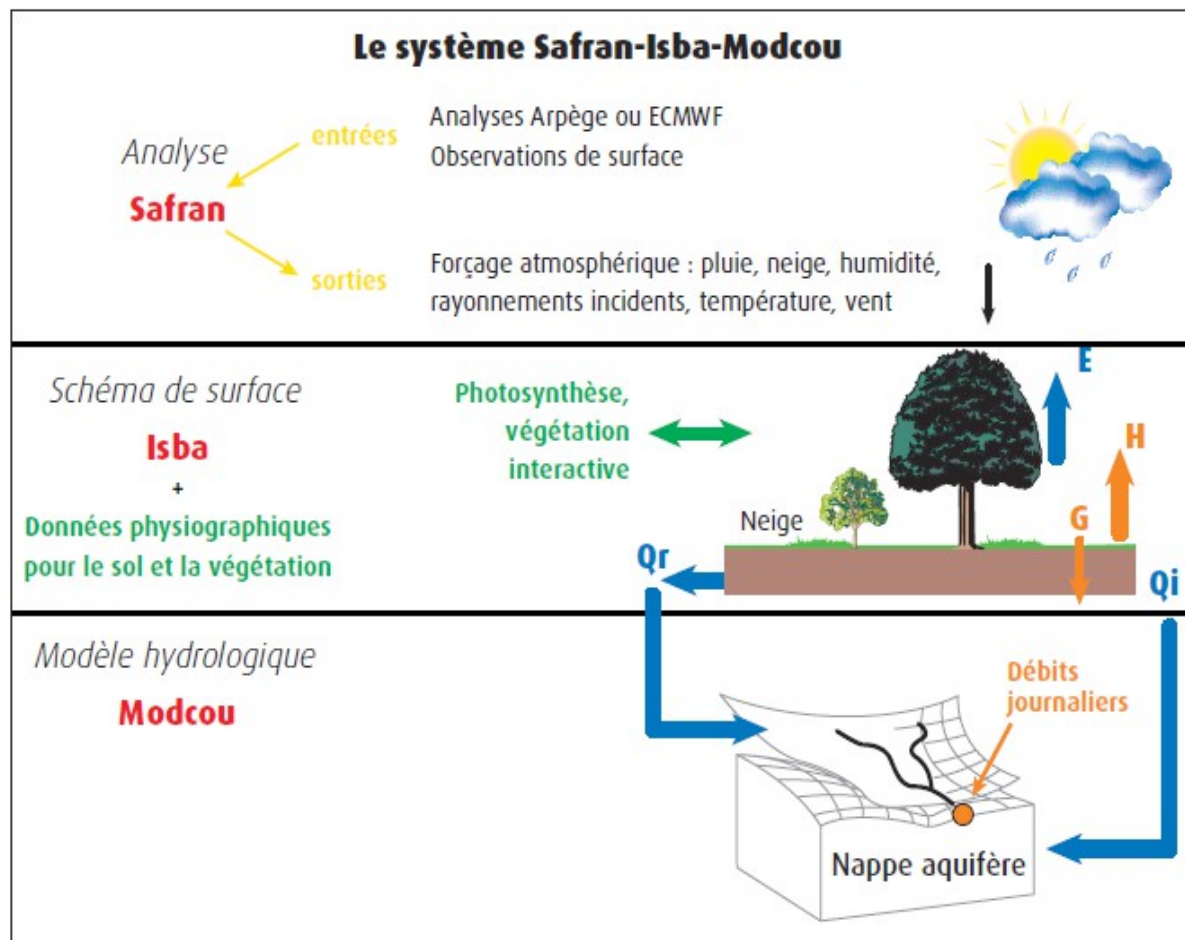 Le système Safran-Isba-Modcou
Analyse
Safran
entrées
Analyses Arpège ou ECMWF
Observations de surface
sorties
Forçage atmosphérique : pluie, neige, humidité,
rayonnements incidents, température, vent
Schéma de surface
Isba
+
Données physiographiques
pour le sol et la végétation
Photosynthèse,
végétation
interactive
Neige
E
H
G
Qr
Qi
Modèle hydrologique
Modcou
Débits
journaliers
Nappe aquifère